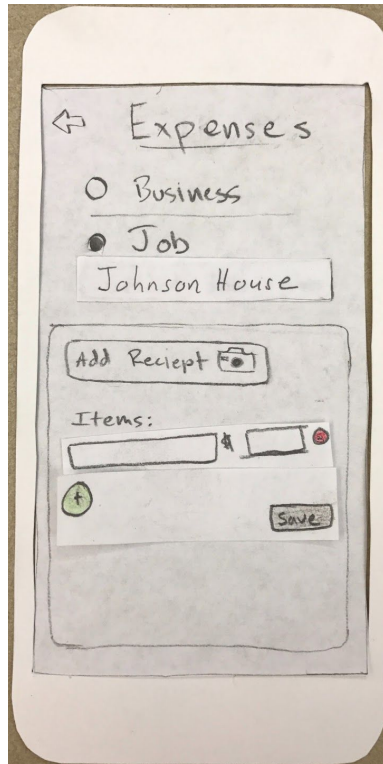 Expenses
Business
Job
Johnson House
Add Reciept
Items:
$
+
Save